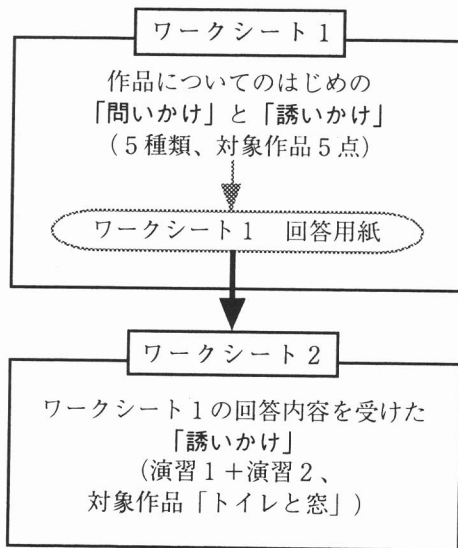 ワークシート1
作品についてのはじめの
「問いかけ」と「誘いかけ」
(5種類、対象作品5点)
ワークシート1 回答用紙
ワークシート2
ワークシート1の回答内容を受けた
「誘いかけ」
(演習1+演習2、
対象作品「トイレと窓」)